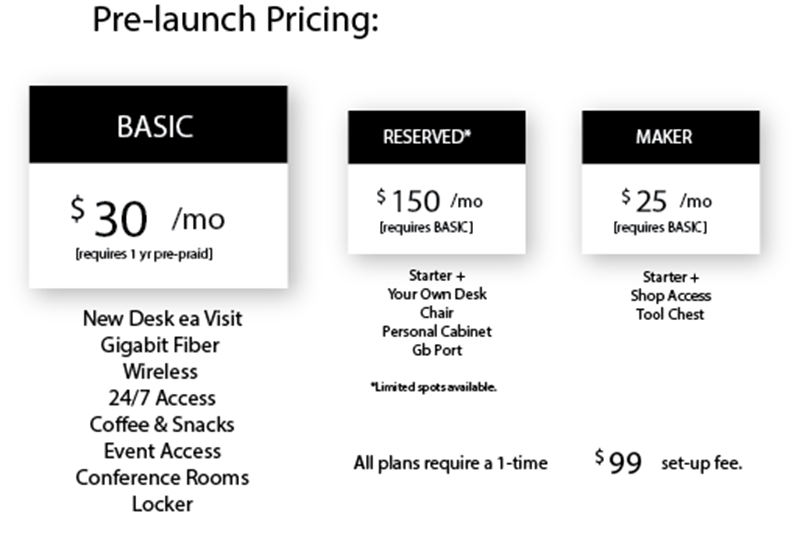 Pre-launch Pricing:
BASIC
$ 30 /mo
[requires 1 yr pre-praid]
New Desk ea Visit
Gigabit Fiber
Wireless
24/7 Access
Coffee & Snacks
Event Access
Conference Rooms
Locker
RESERVED*
$ 150 /mo
[requires BASIC]
Starter +
Your Own Desk
Chair
Personal Cabinet
Gb Port
*Limited spots available.
MAKER
$ 25 /mo
[requires BASIC]
Starter +
Shop Access
Tool Chest
All plans require a 1-time $ 99 set-up fee.